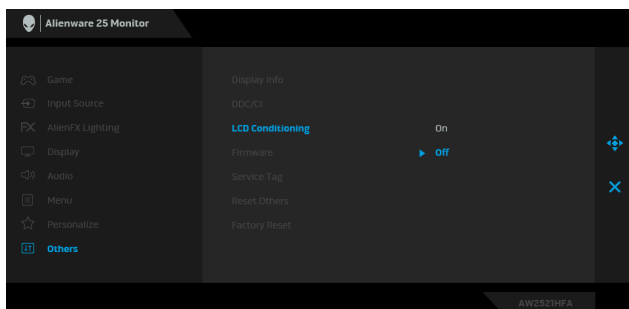 Alienware 25 Monitor
Game
Display Info
Input Source
DDC/CI
FX AlienFX Lighting
LCD Conditioning On
Display
Firmware Off
Audio
Service Tag
Menu
Reset Others
Personalize
Factory Reset
Others
AW2521HFA